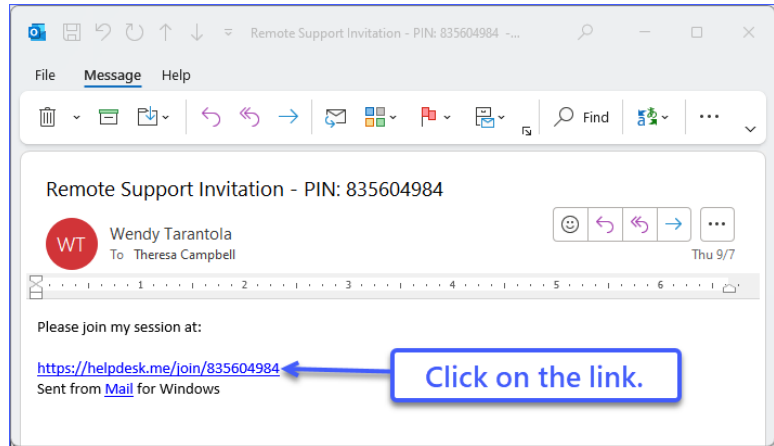 Remote Support Invitation - PIN: 835604984 -...
File Message Help
Find
Remote Support Invitation - PIN: 835604984
WT
Wendy Tarantola
To Theresa Campbell
Thu 9/7
1 2 3 4 5 6
Please join my session at:
https://helpdesk.me/join/835604984
Click on the link.
Sent from Mail for Windows